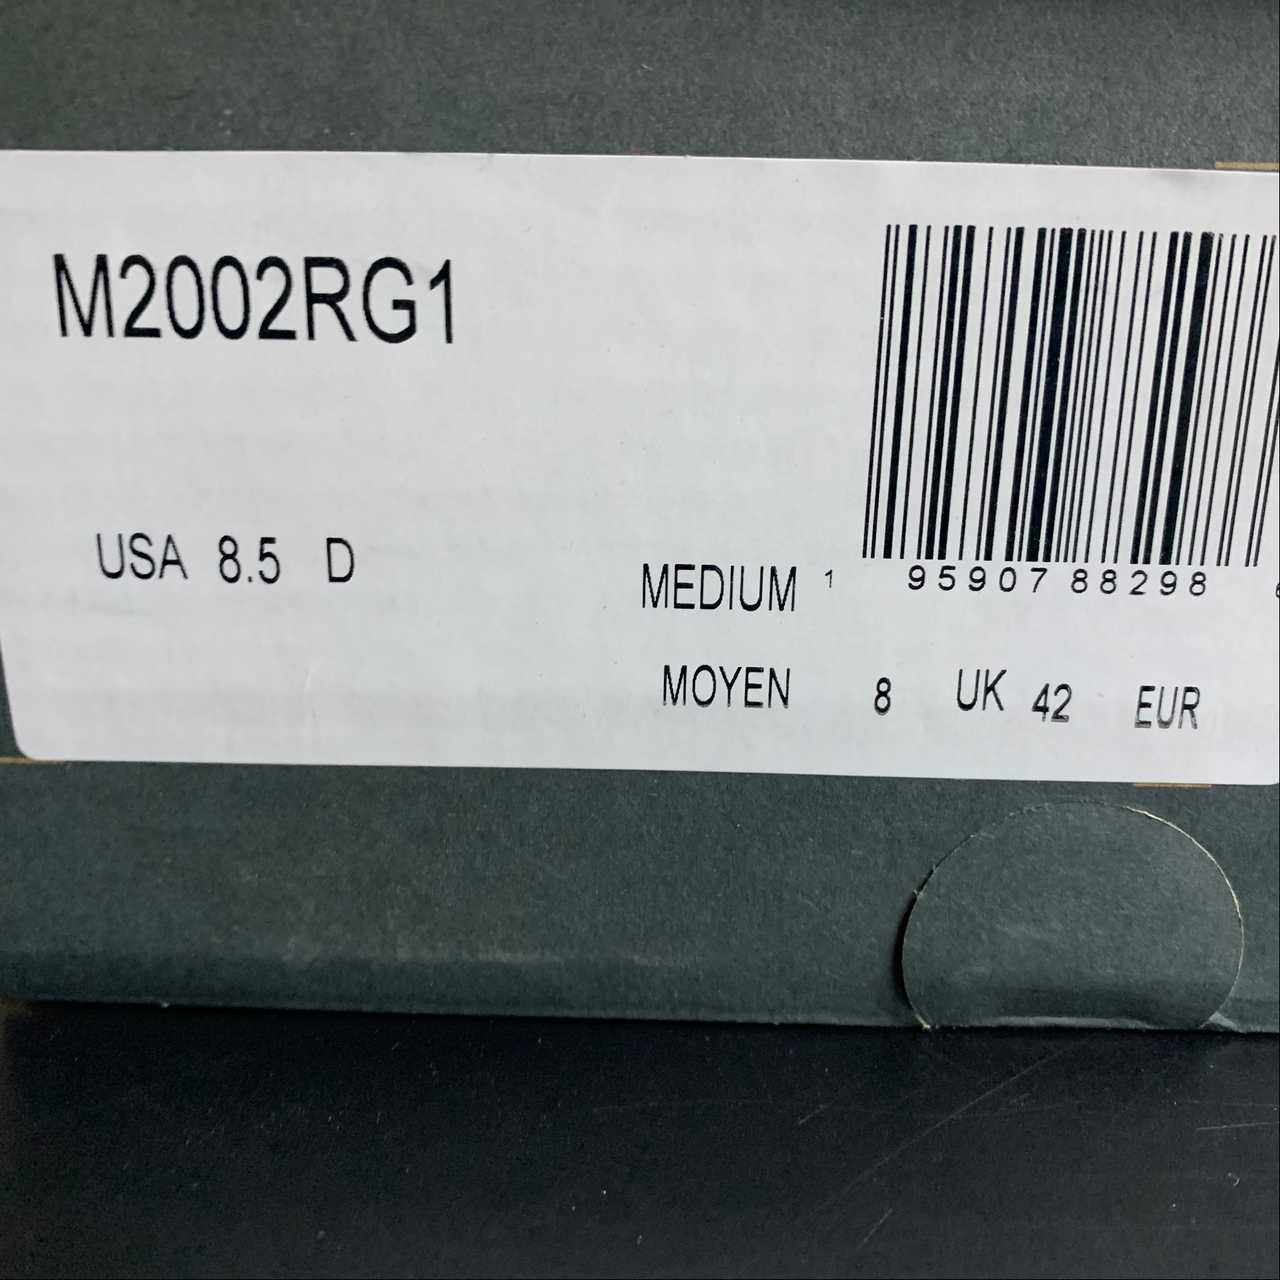 M2002RG1
USA 8.5 D
MEDIUM 1 95907 88298
MOYEN 8 UK 42 EUR